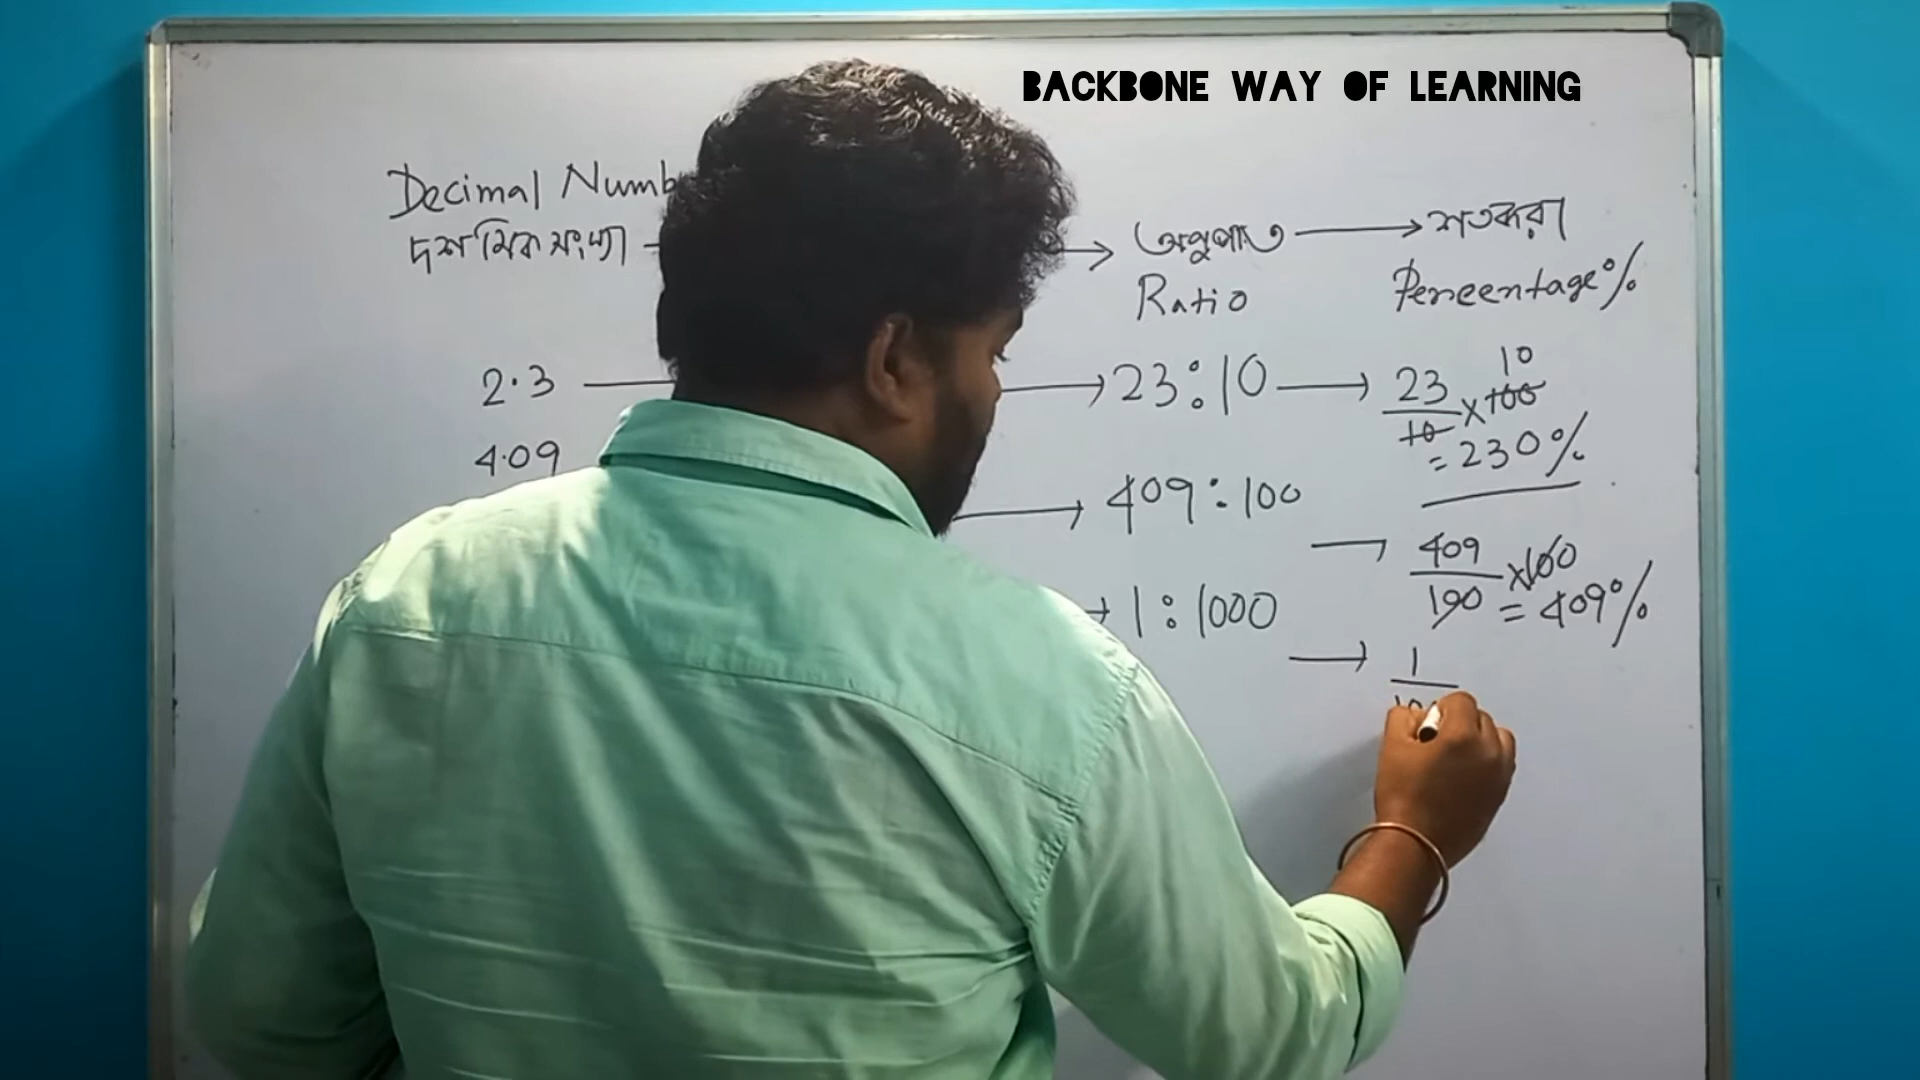 BACKBONE WAY OF LEARNING
Decimal Numb
দশমিক সংখ্যা → অনুপাত → শতকরা
Ratio
Percentage %
2.3 → 23:10 → 23/10 × 100 10
= 230%
4.09 → 409:100 → 409/100 × 100
= 409%
→ 1:1000 → 1